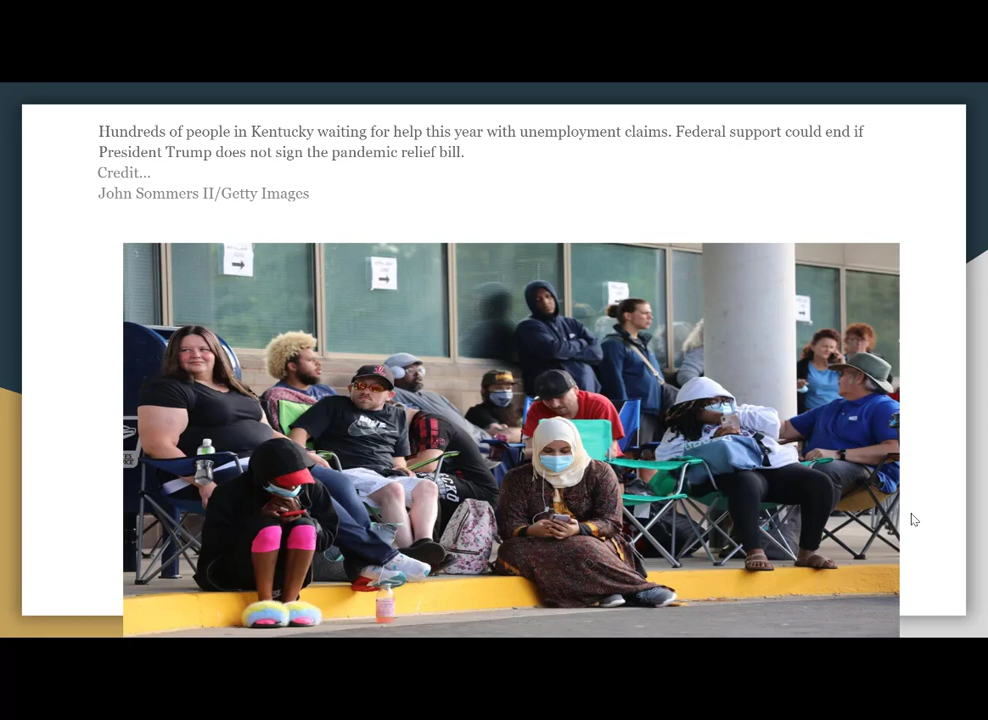 Hundreds of people in Kentucky waiting for help this year with unemployment claims. Federal support could end if
President Trump does not sign the pandemic relief bill.
Credit...
John Sommers II/Getty Images